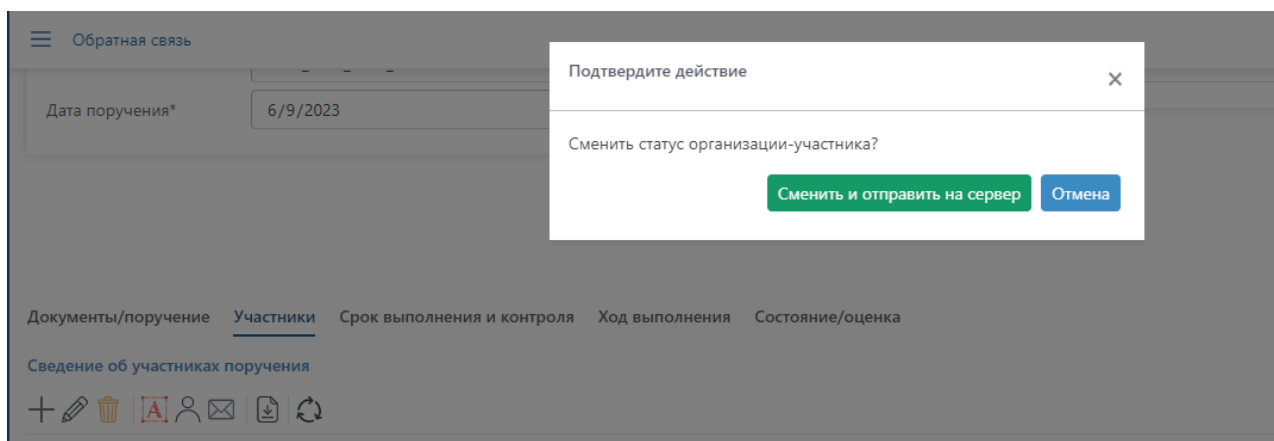 Обратная связь
Подтвердите действие
Дата поручения*
6/9/2023
Сменить статус организации-участника?
Сменить и отправить на сервер
Отмена
Документы/поручение Участники Срок выполнения и контроля Ход выполнения Состояние/оценка
Сведение об участниках поручения
A